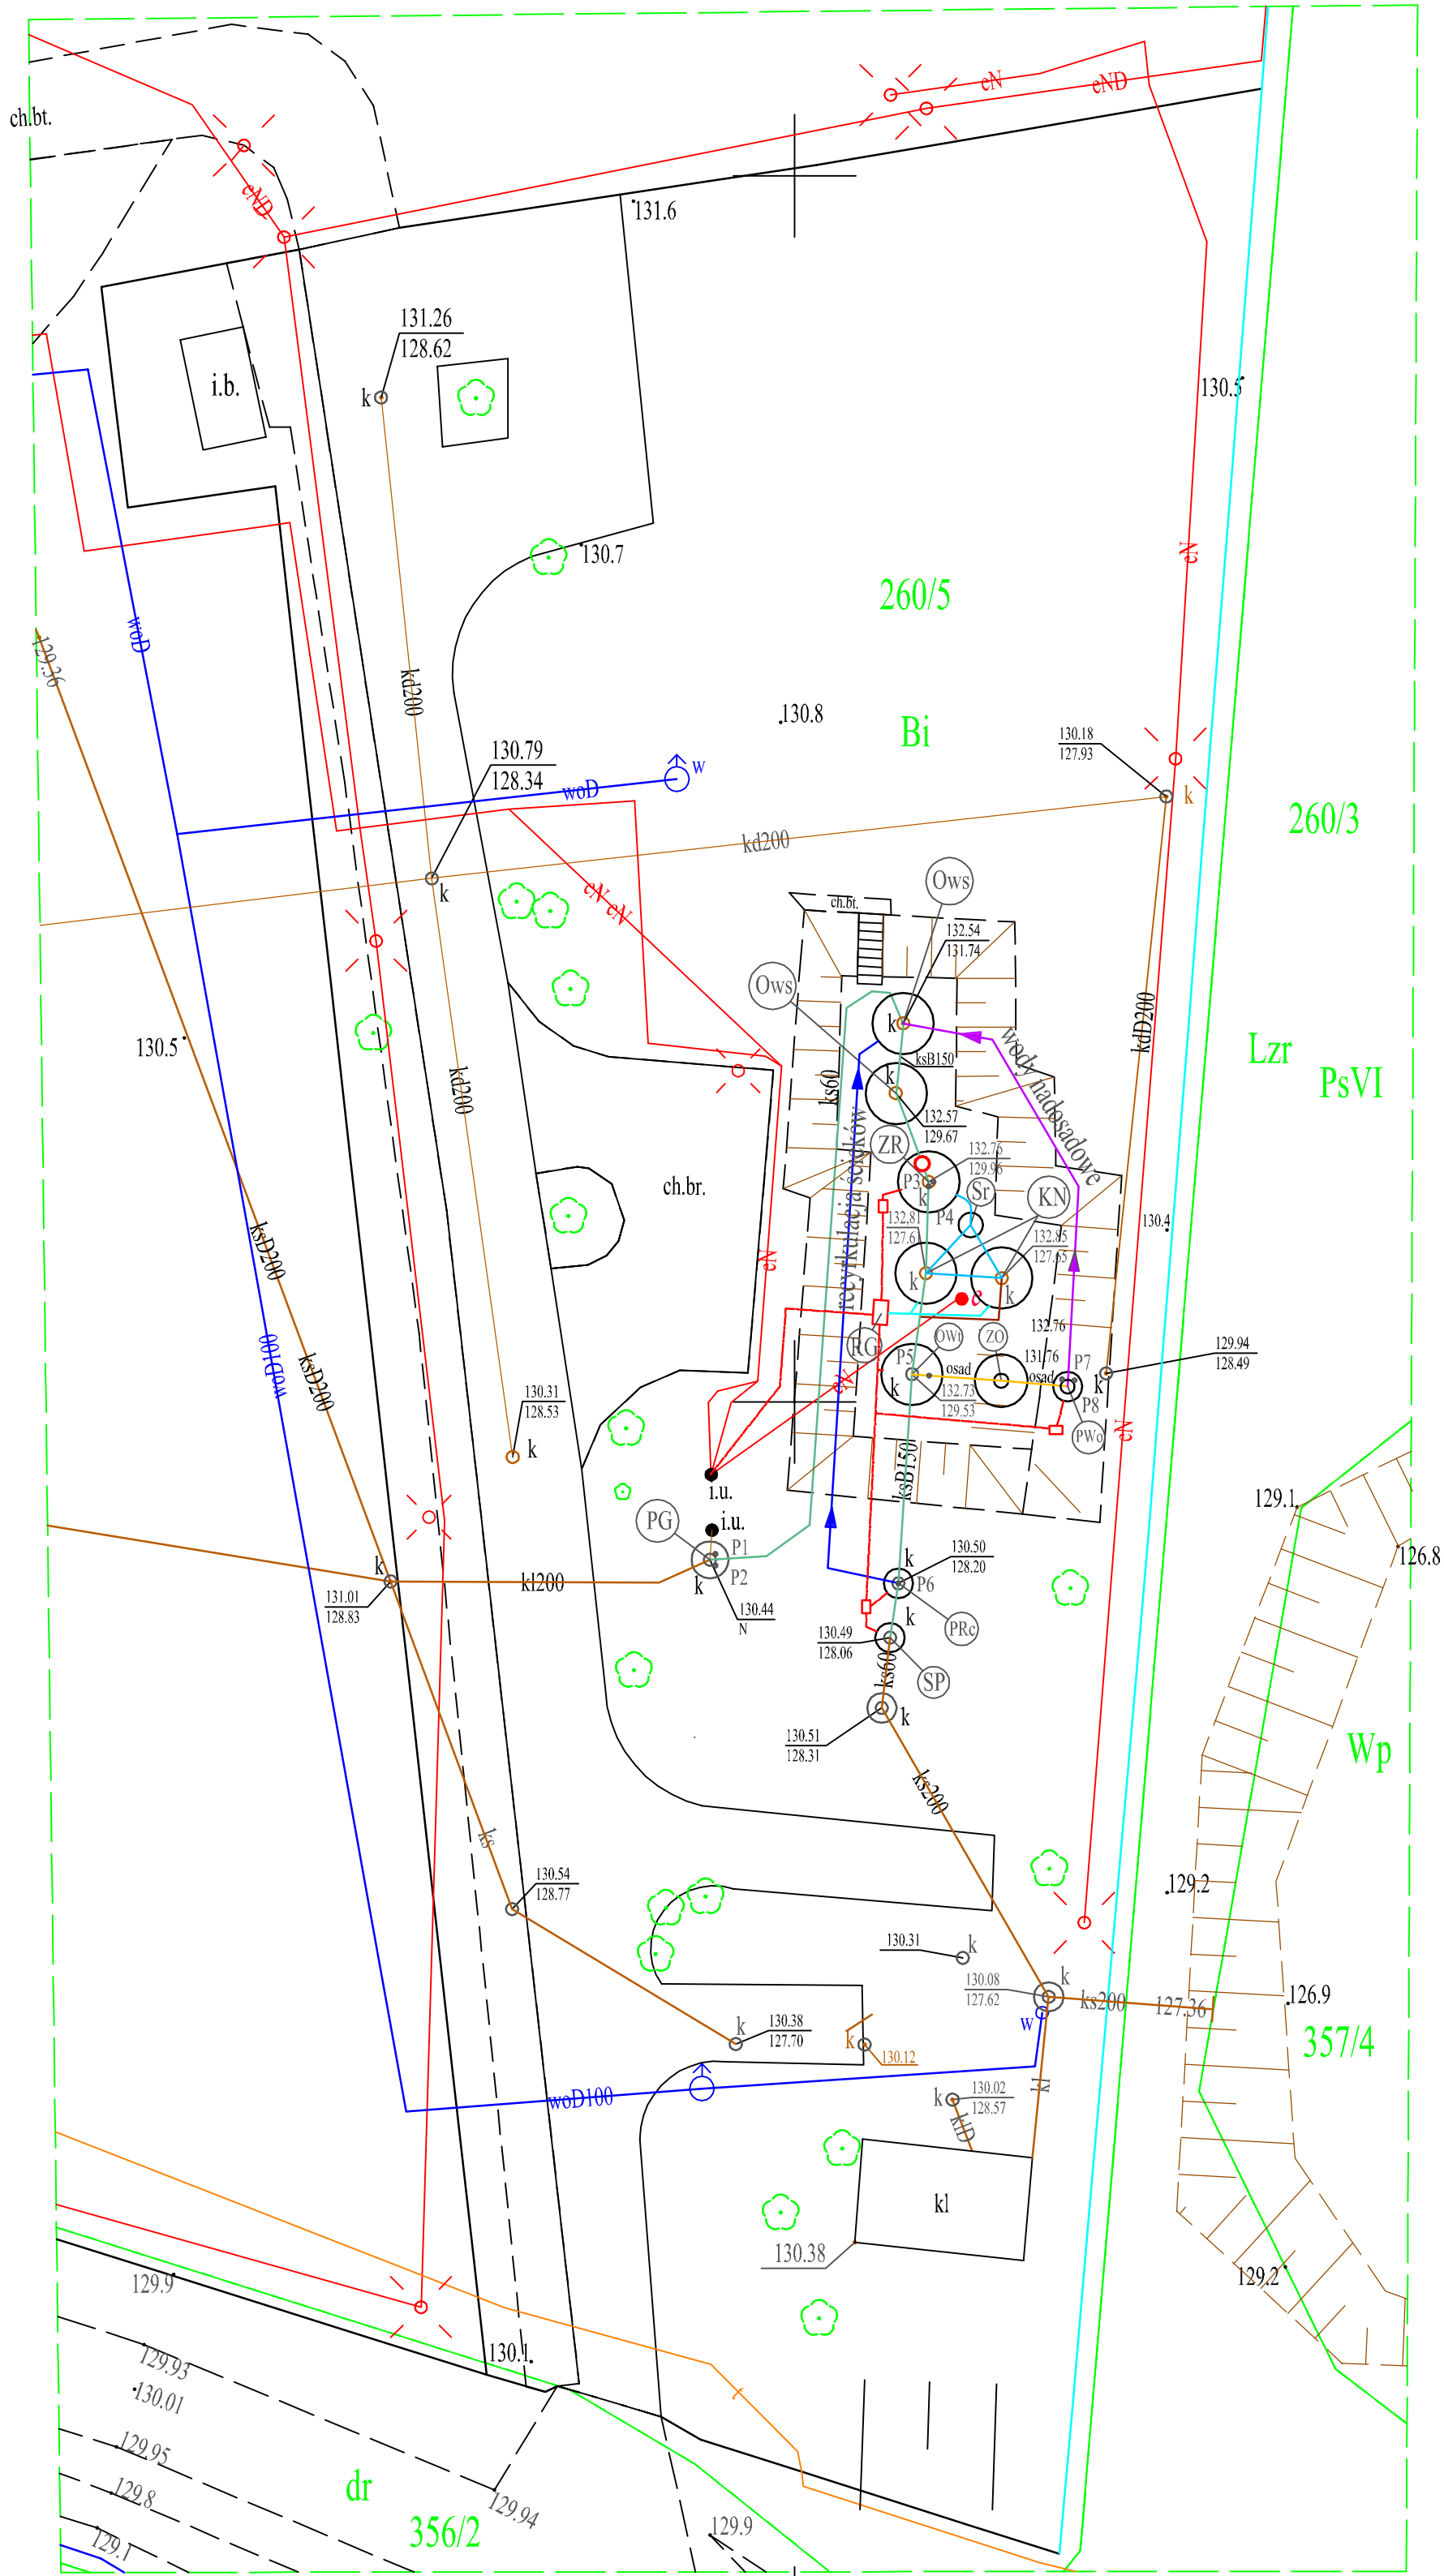 eN
eND
ch.bt.
eND
131.6
131.26
128.62
i.b.
k
130.5
130.7
eN
260/5
woD
129.36
kd200
130.8
Bi
130.18
127.93
130.79
128.34
woD
w
k
260/3
kd200
k
Ows
eN eN
ch.bt.
132.54
131.74
Ows
kdD200
130.5
k
wody nadosadowe
Lzr
ksB150
PsVI
kd200
ks60
k
132.57
129.67
recyrkulacja ścieków
ZR
132.76
129.96
P3
k
Sr
KN
ch.br.
P4
132.81
127.61
130.4
132.85
127.65
ksD200
eN
k
k
e
132.76
RG
OWt
ZO
131.76
129.94
128.49
woD100
ksD200
P5
osad
osad
P7
k
eN
k
132.73
129.53
P8
130.31
128.53
eN
PWo
k
ksB150
i.u.
129.1
PG
i.u.
P1
130.50
128.20
126.8
k
k
P2
k
P6
kl200
131.01
128.83
130.44
N
k
PRc
130.49
128.06
ks60
SP
k
130.51
128.31
Wp
ks200
ks
130.54
128.77
129.2
130.31
k
130.08
127.62
k
ks200
127.36
126.9
w
k
130.38
127.70
k
130.12
357/4
kl
woD100
k
130.02
128.57
klD
kl
130.38
129.9
129.2
130.1
129.93
130.01
t
129.95
129.8
dr
129.94
129.1
356/2
129.9